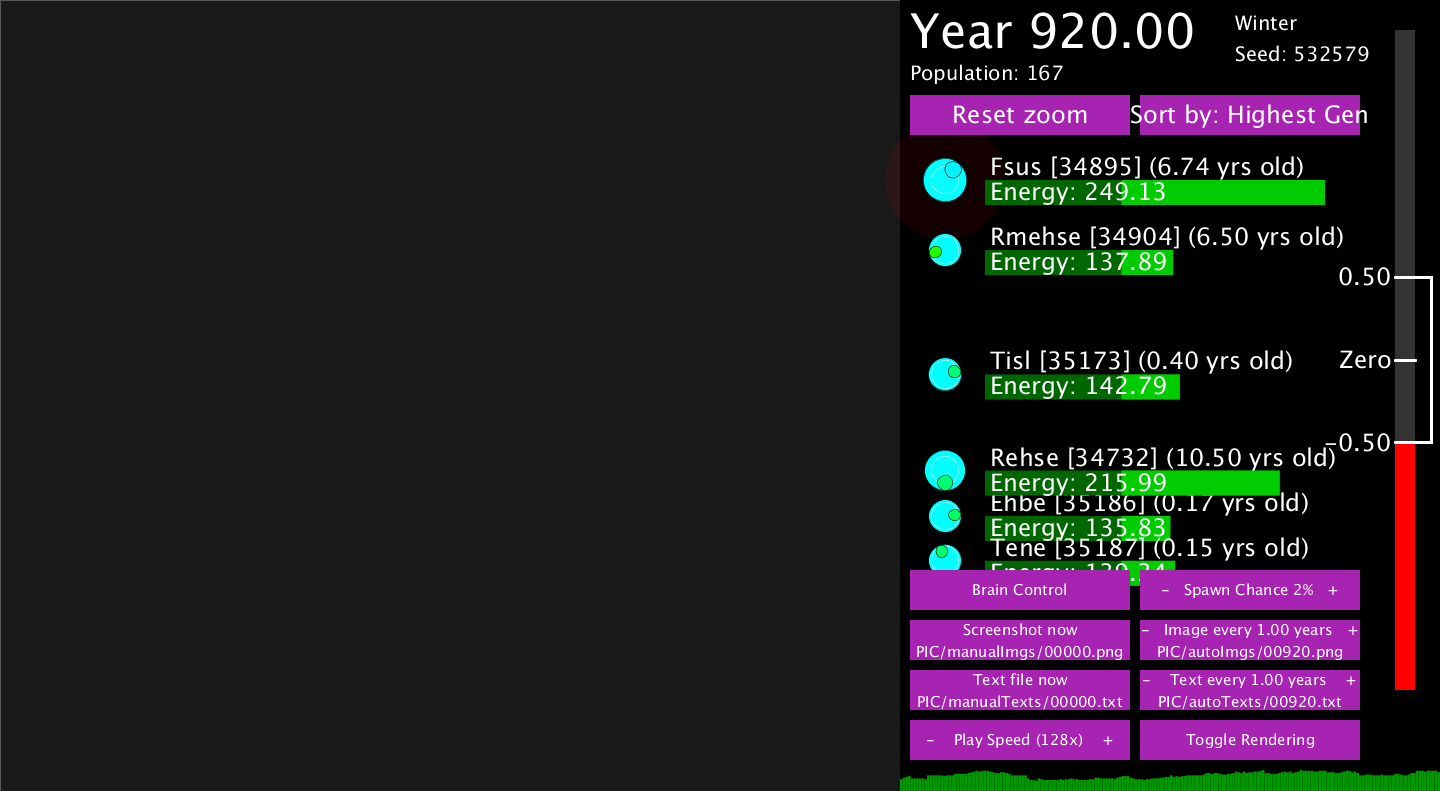 Year 920.00
Winter
Seed: 532579
Population: 167
Reset zoom
Sort by: Highest Gen
Fsus [34895] (6.74 yrs old)
Energy: 249.13
Rmehse [34904] (6.50 yrs old)
Energy: 137.89
0.50
Tisl [35173] (0.40 yrs old)
Zero
Energy: 142.79
-0.50
Rehse [34732] (10.50 yrs old)
Energy: 215.99
Ehbe [35186] (0.17 yrs old)
Energy: 135.83
Tene [35187] (0.15 yrs old)
Brain Control
- Spawn Chance 2% +
Screenshot now
PIC/manualImgs/00000.png
- Image every 1.00 years +
PIC/autoImgs/00920.png
Text file now
PIC/manualTexts/00000.txt
- Text every 1.00 years +
PIC/autoTexts/00920.txt
- Play Speed (128x) +
Toggle Rendering